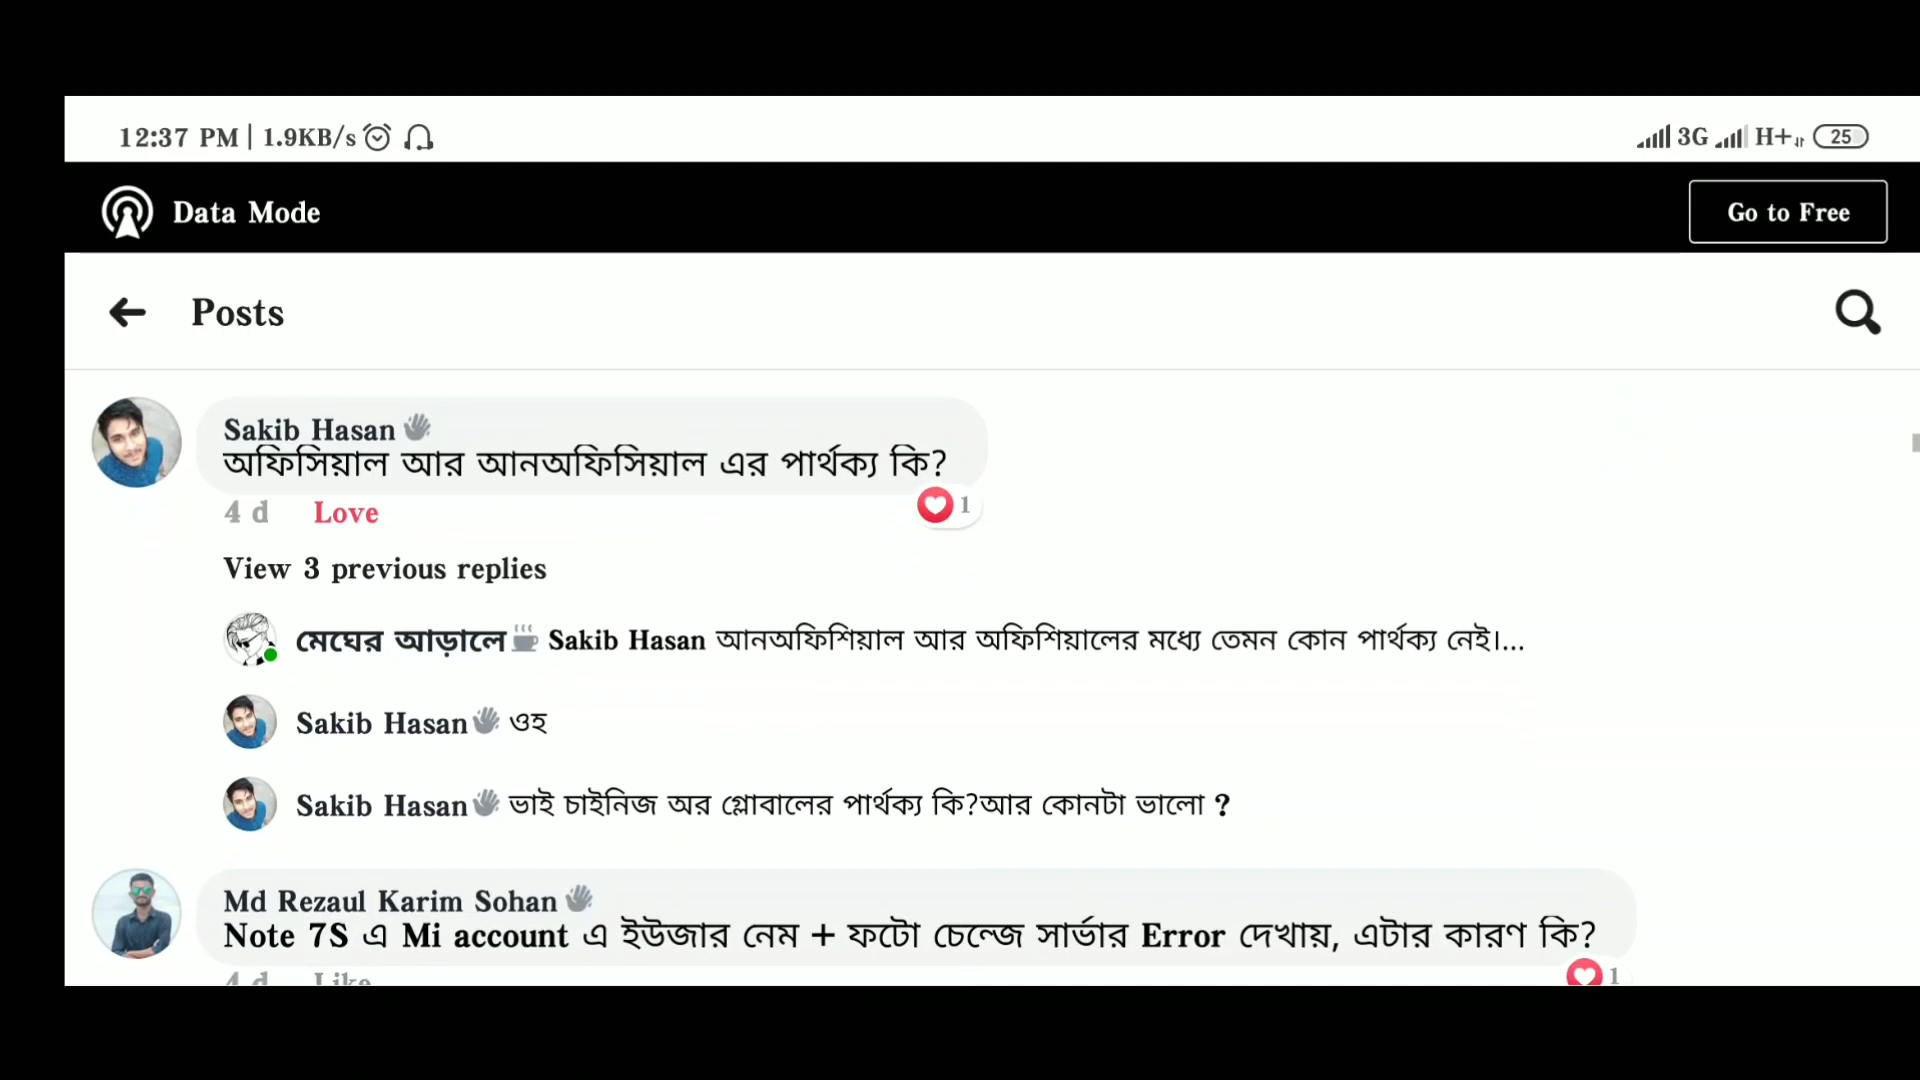 12:37 PM | 1.9KB/s 3G H+ 25
Data Mode Go to Free
Posts
Sakib Hasan
অফিসিয়াল আর আনঅফিসিয়াল এর পার্থক্য কি?
4 d Love 1
View 3 previous replies
মেঘের আড়ালে Sakib Hasan আনঅফিশিয়াল আর অফিশিয়ালের মধ্যে তেমন কোন পার্থক্য নেই।...
Sakib Hasan ওহ
Sakib Hasan ভাই চাইনিজ অর গ্লোবালের পার্থক্য কি?আর কোনটা ভালো ?
Md Rezaul Karim Sohan
Note 7S এ Mi account এ ইউজার নেম + ফটো চেন্জে সার্ভার Error দেখায়, এটার কারণ কি?
4 d Like 1